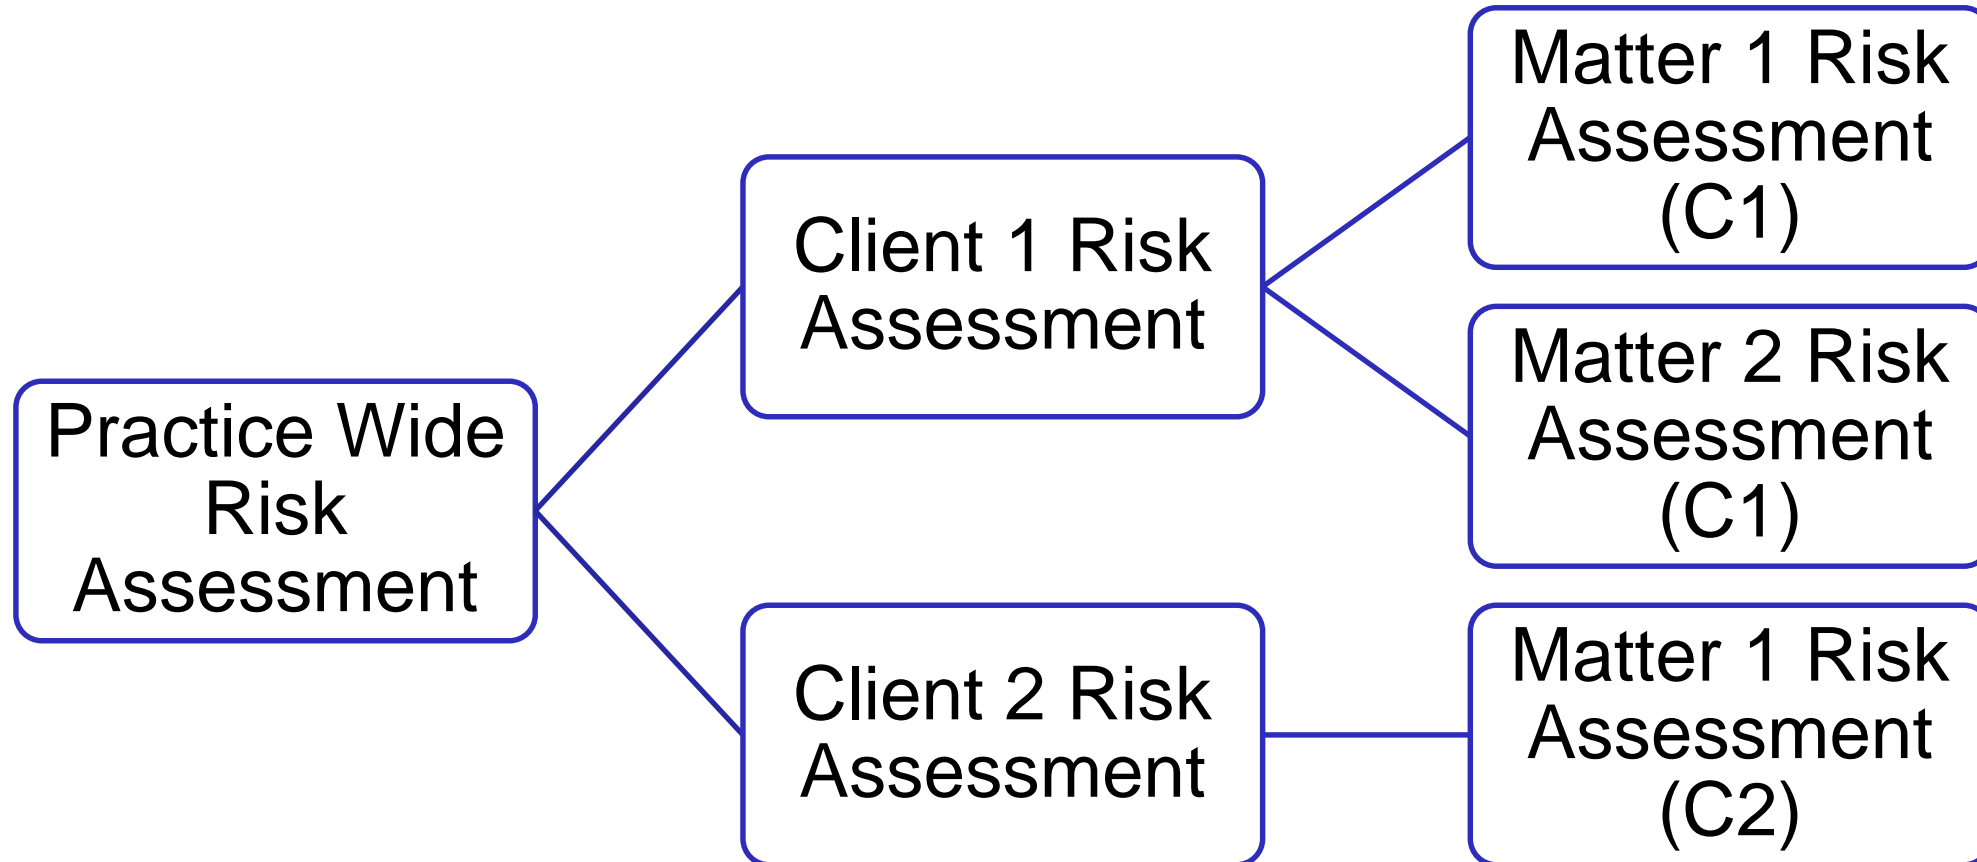 Practice Wide
Risk
Assessment
Client 1 Risk
Assessment
Matter 1 Risk
Assessment
(C1)
Matter 2 Risk
Assessment
(C1)
Client 2 Risk
Assessment
Matter 1 Risk
Assessment
(C2)